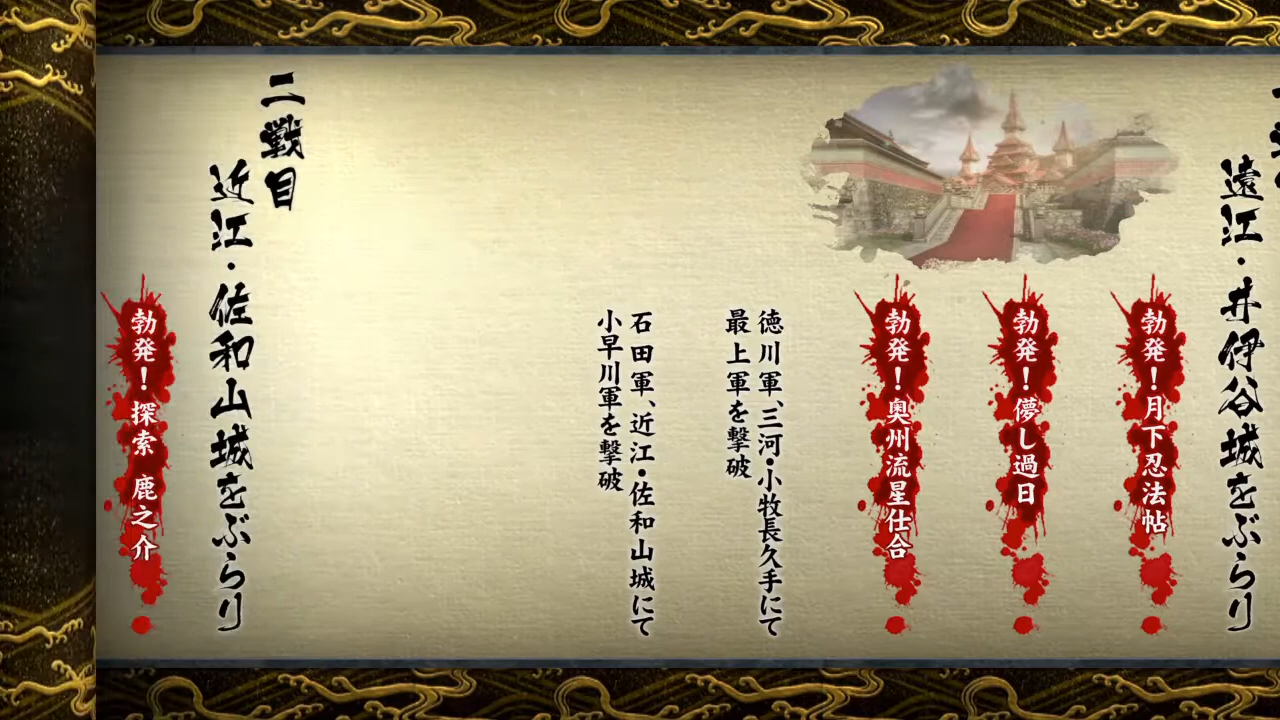 遠江・井伊谷城をぶらり
勃発！月下忍法帖
勃発！儚し過日
勃発！奥州流星仕合
徳川軍、三河・小牧長久手にて
最上軍を撃破
石田軍、近江・佐和山城にて
小早川軍を撃破
二戦目
近江・佐和山城をぶらり
勃発！探索 鹿之介